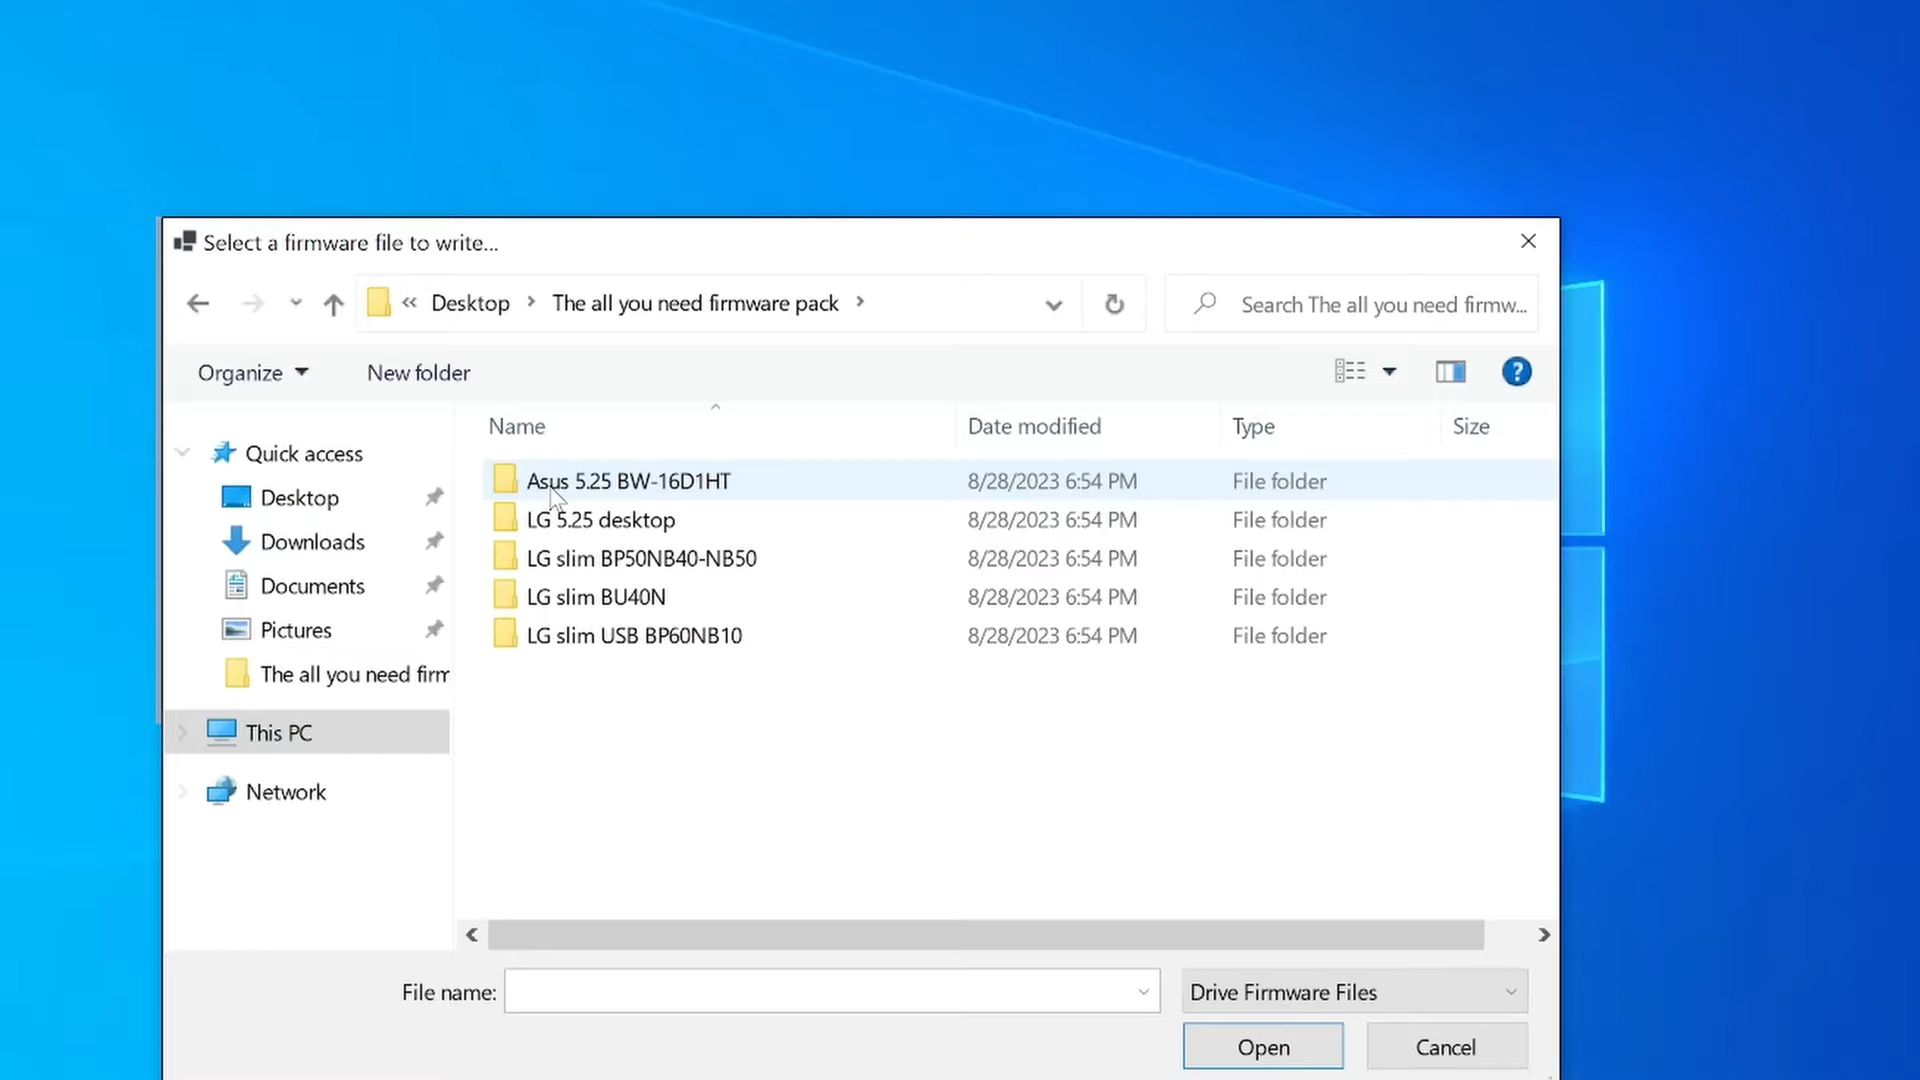 Select a firmware file to write...
« Desktop > The all you need firmware pack >
Search The all you need firmw...
Organize
New folder
Name
Date modified
Type
Size
Quick access
Desktop
Downloads
Documents
Pictures
The all you need firm
This PC
Network
Asus 5.25 BW-16D1HT 8/28/2023 6:54 PM File folder
LG 5.25 desktop 8/28/2023 6:54 PM File folder
LG slim BP50NB40-NB50 8/28/2023 6:54 PM File folder
LG slim BU40N 8/28/2023 6:54 PM File folder
LG slim USB BP60NB10 8/28/2023 6:54 PM File folder
File name:
Drive Firmware Files
Open
Cancel